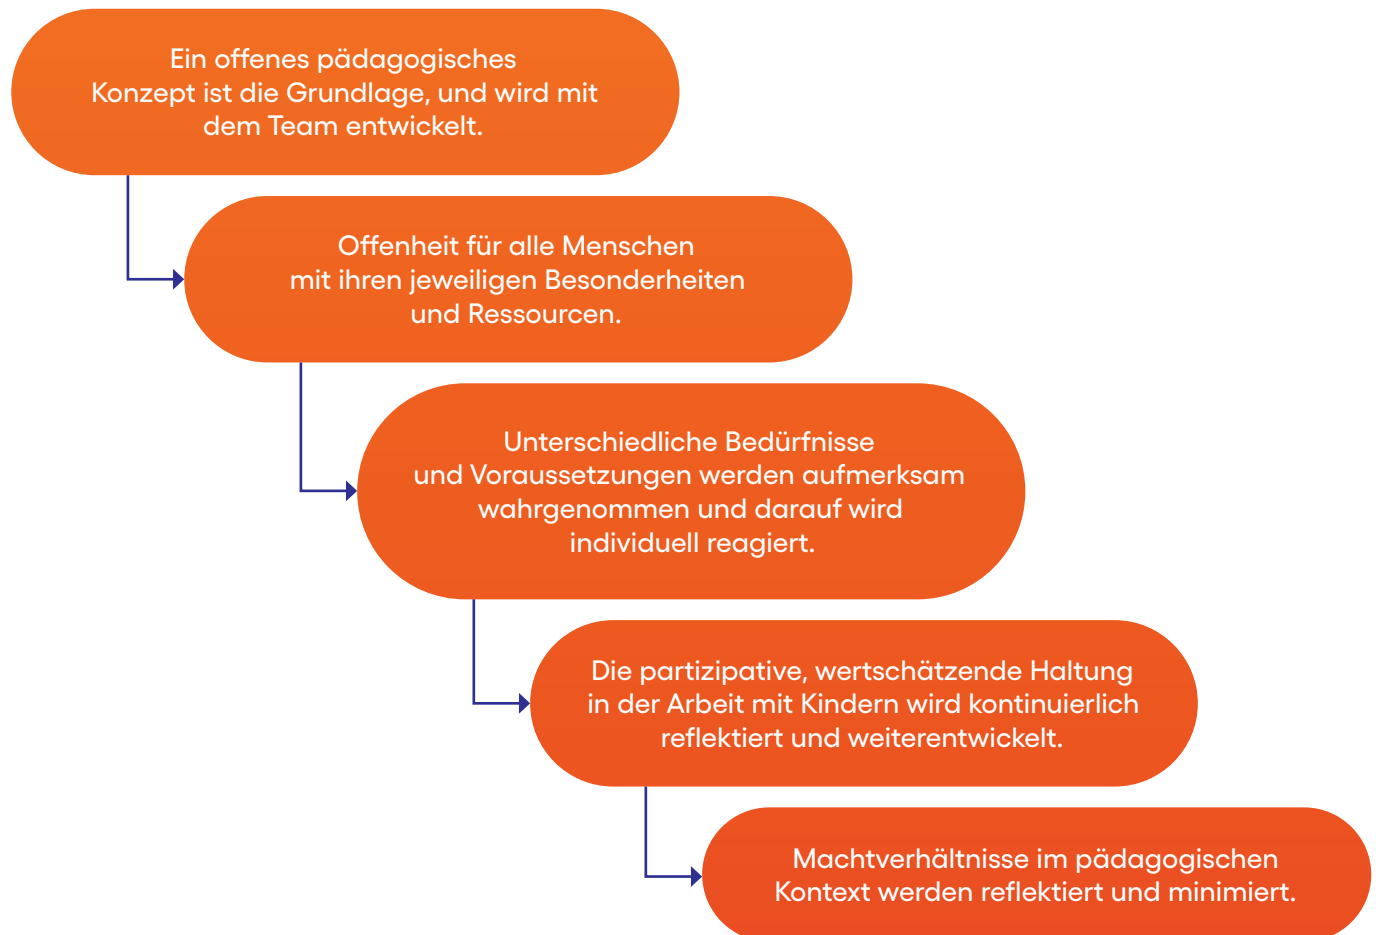 Ein offenes pädagogisches
Konzept ist die Grundlage, und wird mit
dem Team entwickelt.
Offenheit für alle Menschen
mit ihren jeweiligen Besonderheiten
und Ressourcen.
Unterschiedliche Bedürfnisse
und Voraussetzungen werden aufmerksam
wahrgenommen und darauf wird
individuell reagiert.
Die partizipative, wertschätzende Haltung
in der Arbeit mit Kindern wird kontinuierlich
reflektiert und weiterentwickelt.
Machtverhältnisse im pädagogischen
Kontext werden reflektiert und minimiert.